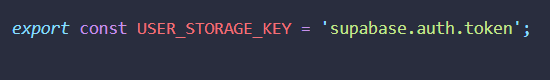 export const USER_STORAGE_KEY = 'supabase.auth.token';